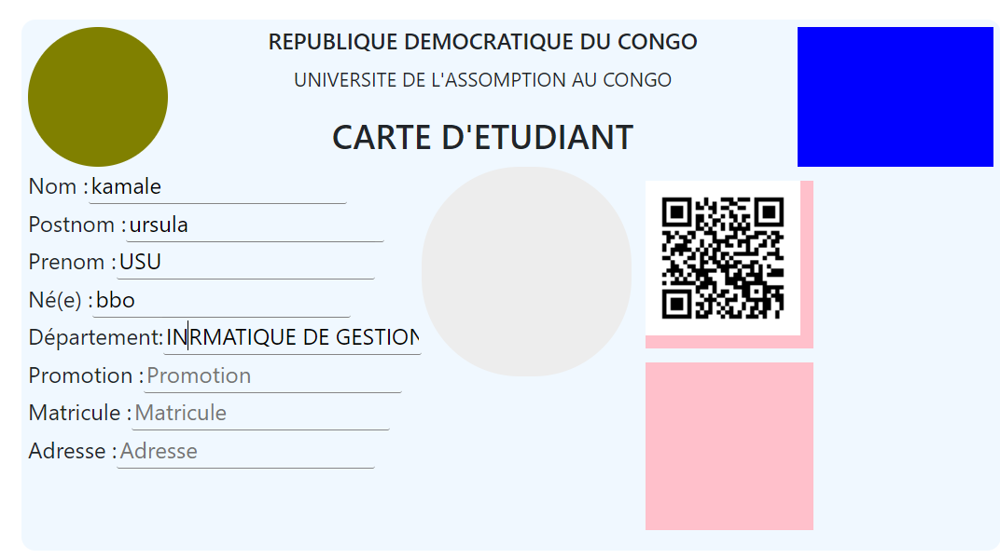 REPUBLIQUE DEMOCRATIQUE DU CONGO
UNIVERSITE DE L'ASSOMPTION AU CONGO
CARTE D'ETUDIANT
Nom : kamale
Postnom : ursula
Prenom : USU
Né(e) : bbo
Département: INRMATIQUE DE GESTION
Promotion : Promotion
Matricule : Matricule
Adresse : Adresse